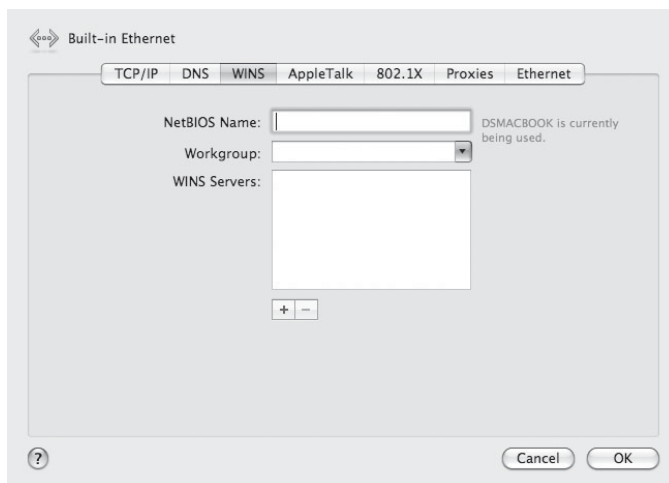 Built-in Ethernet
TCP/IP DNS WINS AppleTalk 802.1X Proxies Ethernet
NetBIOS Name:
DSMACBOOK is currently
being used.
Workgroup:
WINS Servers:
+ −
? Cancel OK